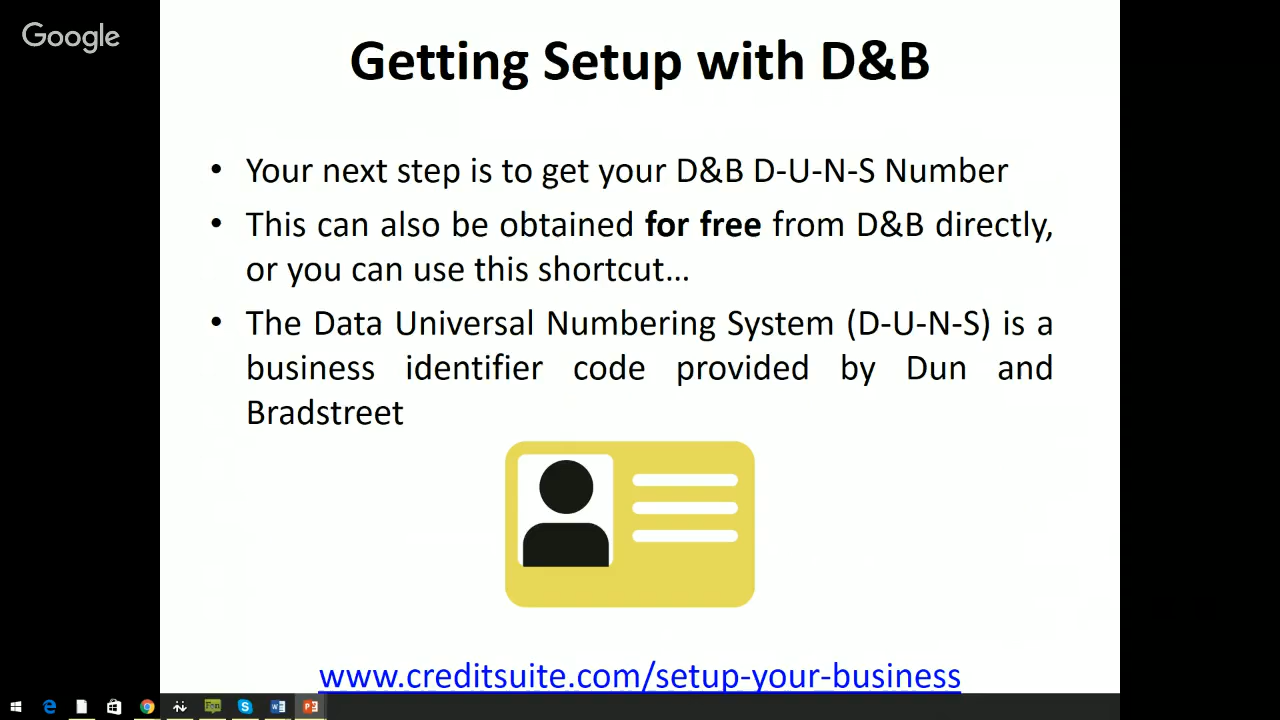 Google
Getting Setup with D&B
• Your next step is to get your D&B D-U-N-S Number
• This can also be obtained for free from D&B directly,
or you can use this shortcut...
• The Data Universal Numbering System (D-U-N-S) is a
business identifier code provided by Dun and
Bradstreet
www.creditsuite.com/setup-your-business